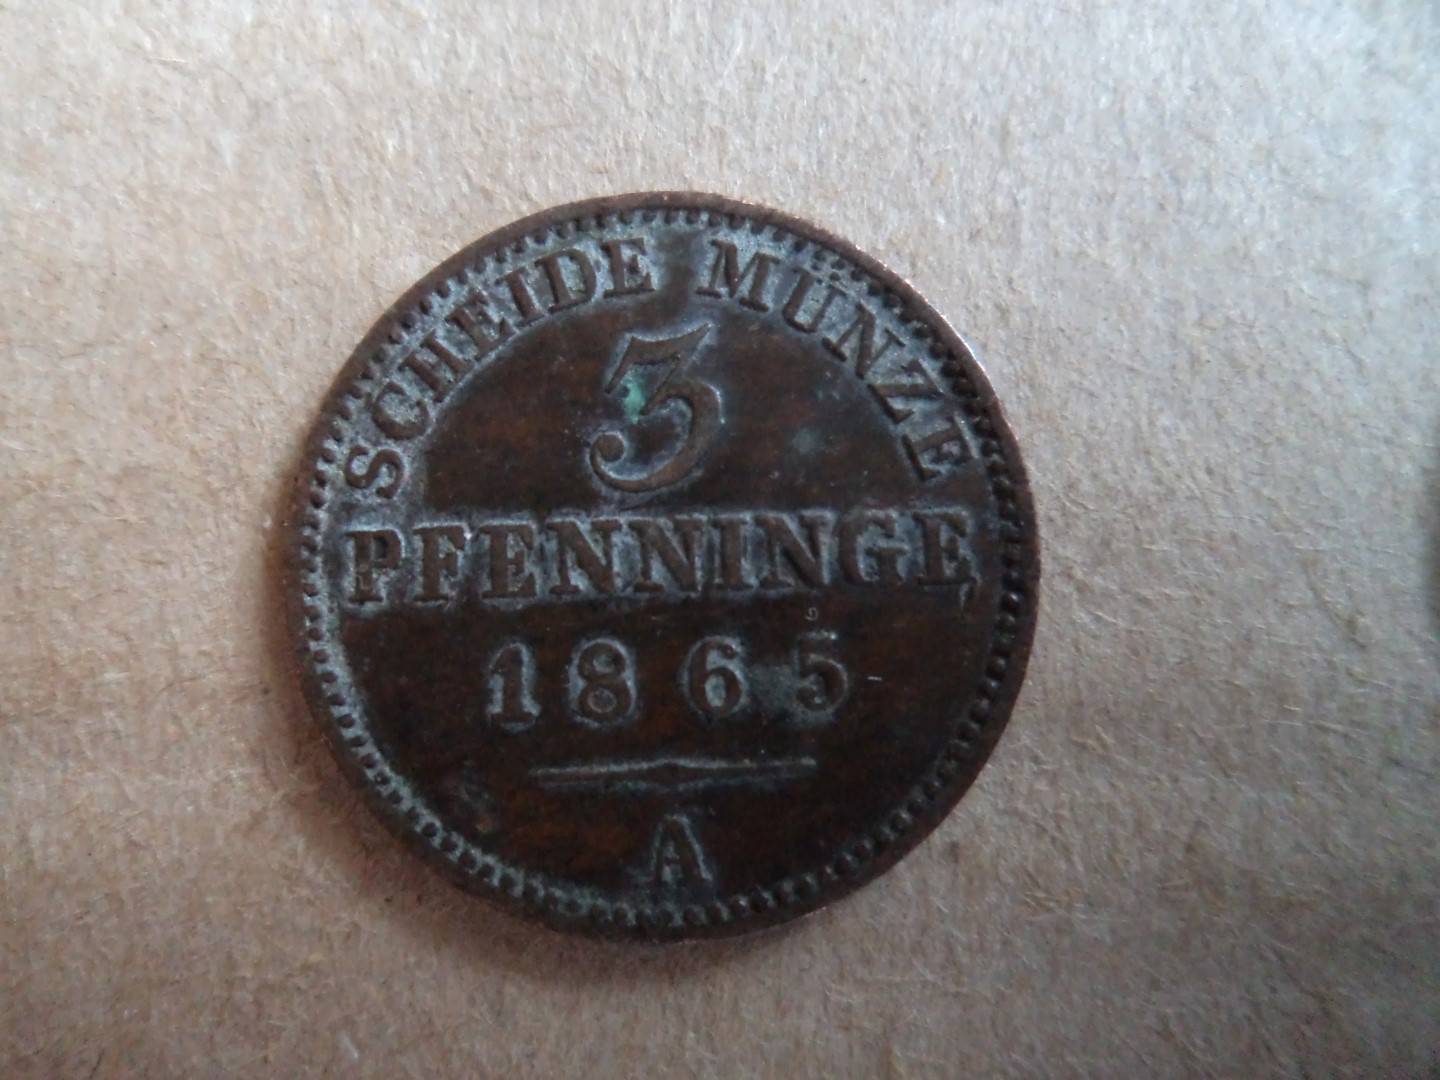 SCHEIDE MÜNZE
3
PFENNINGE
1865
A